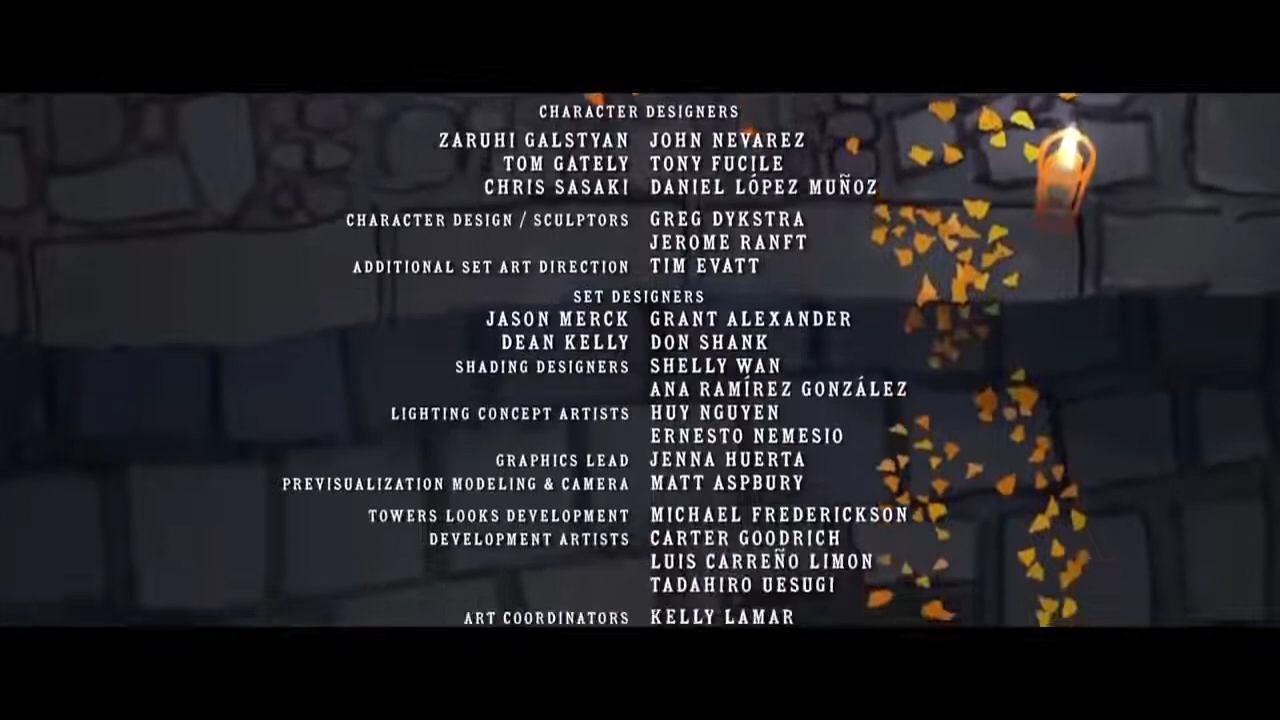 CHARACTER DESIGNERS
ZARUHI GALSTYAN JOHN NEVAREZ
TOM GATELY TONY FUCILE
CHRIS SASAKI DANIEL LÓPEZ MUÑOZ
CHARACTER DESIGN / SCULPTORS GREG DYKSTRA
JEROME RANFT
ADDITIONAL SET ART DIRECTION TIM EVATT
SET DESIGNERS
JASON MERCK GRANT ALEXANDER
DEAN KELLY DON SHANK
SHADING DESIGNERS SHELLY WAN
ANA RAMÍREZ GONZÁLEZ
LIGHTING CONCEPT ARTISTS HUY NGUYEN
ERNESTO NEMESIO
GRAPHICS LEAD JENNA HUERTA
PREVISUALIZATION MODELING & CAMERA MATT ASPBURY
TOWERS LOOKS DEVELOPMENT MICHAEL FREDERICKSON
DEVELOPMENT ARTISTS CARTER GOODRICH
LUIS CARREÑO LIMON
TADAHIRO UESUGI
ART COORDINATORS KELLY LAMAR